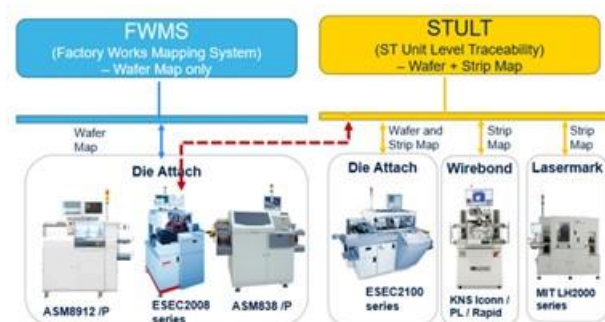 FWMS
(Factory Works Mapping System)
– Wafer Map only
STULT
(ST Unit Level Traceability)
– Wafer + Strip Map
Wafer
Map
Wafer and
Strip Map
Strip
Map
Strip
Map
Die Attach
ASM8912 /P
ESEC2008
series
ASM838 /P
Die Attach
ESEC2100
series
Wirebond
KNS Iconn /
PL / Rapid
Lasermark
MIT LH2000
series